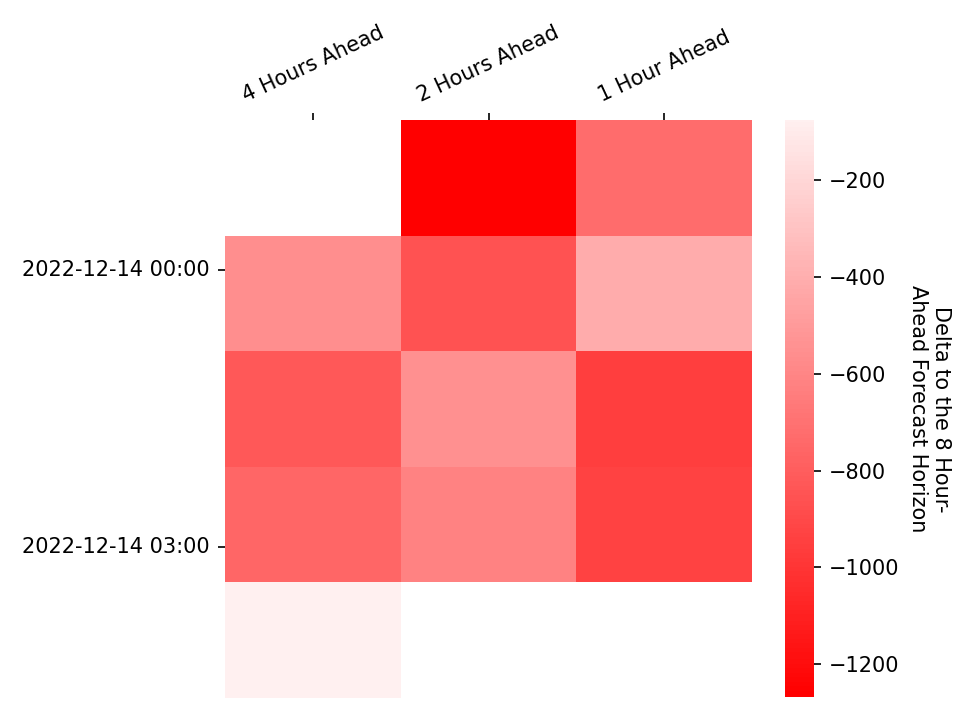 4 Hours Ahead
2 Hours Ahead
1 Hour Ahead
2022-12-14 00:00
2022-12-14 03:00
−200
−400
−600
−800
−1000
−1200
Delta to the 8 Hour-
Ahead Forecast Horizon